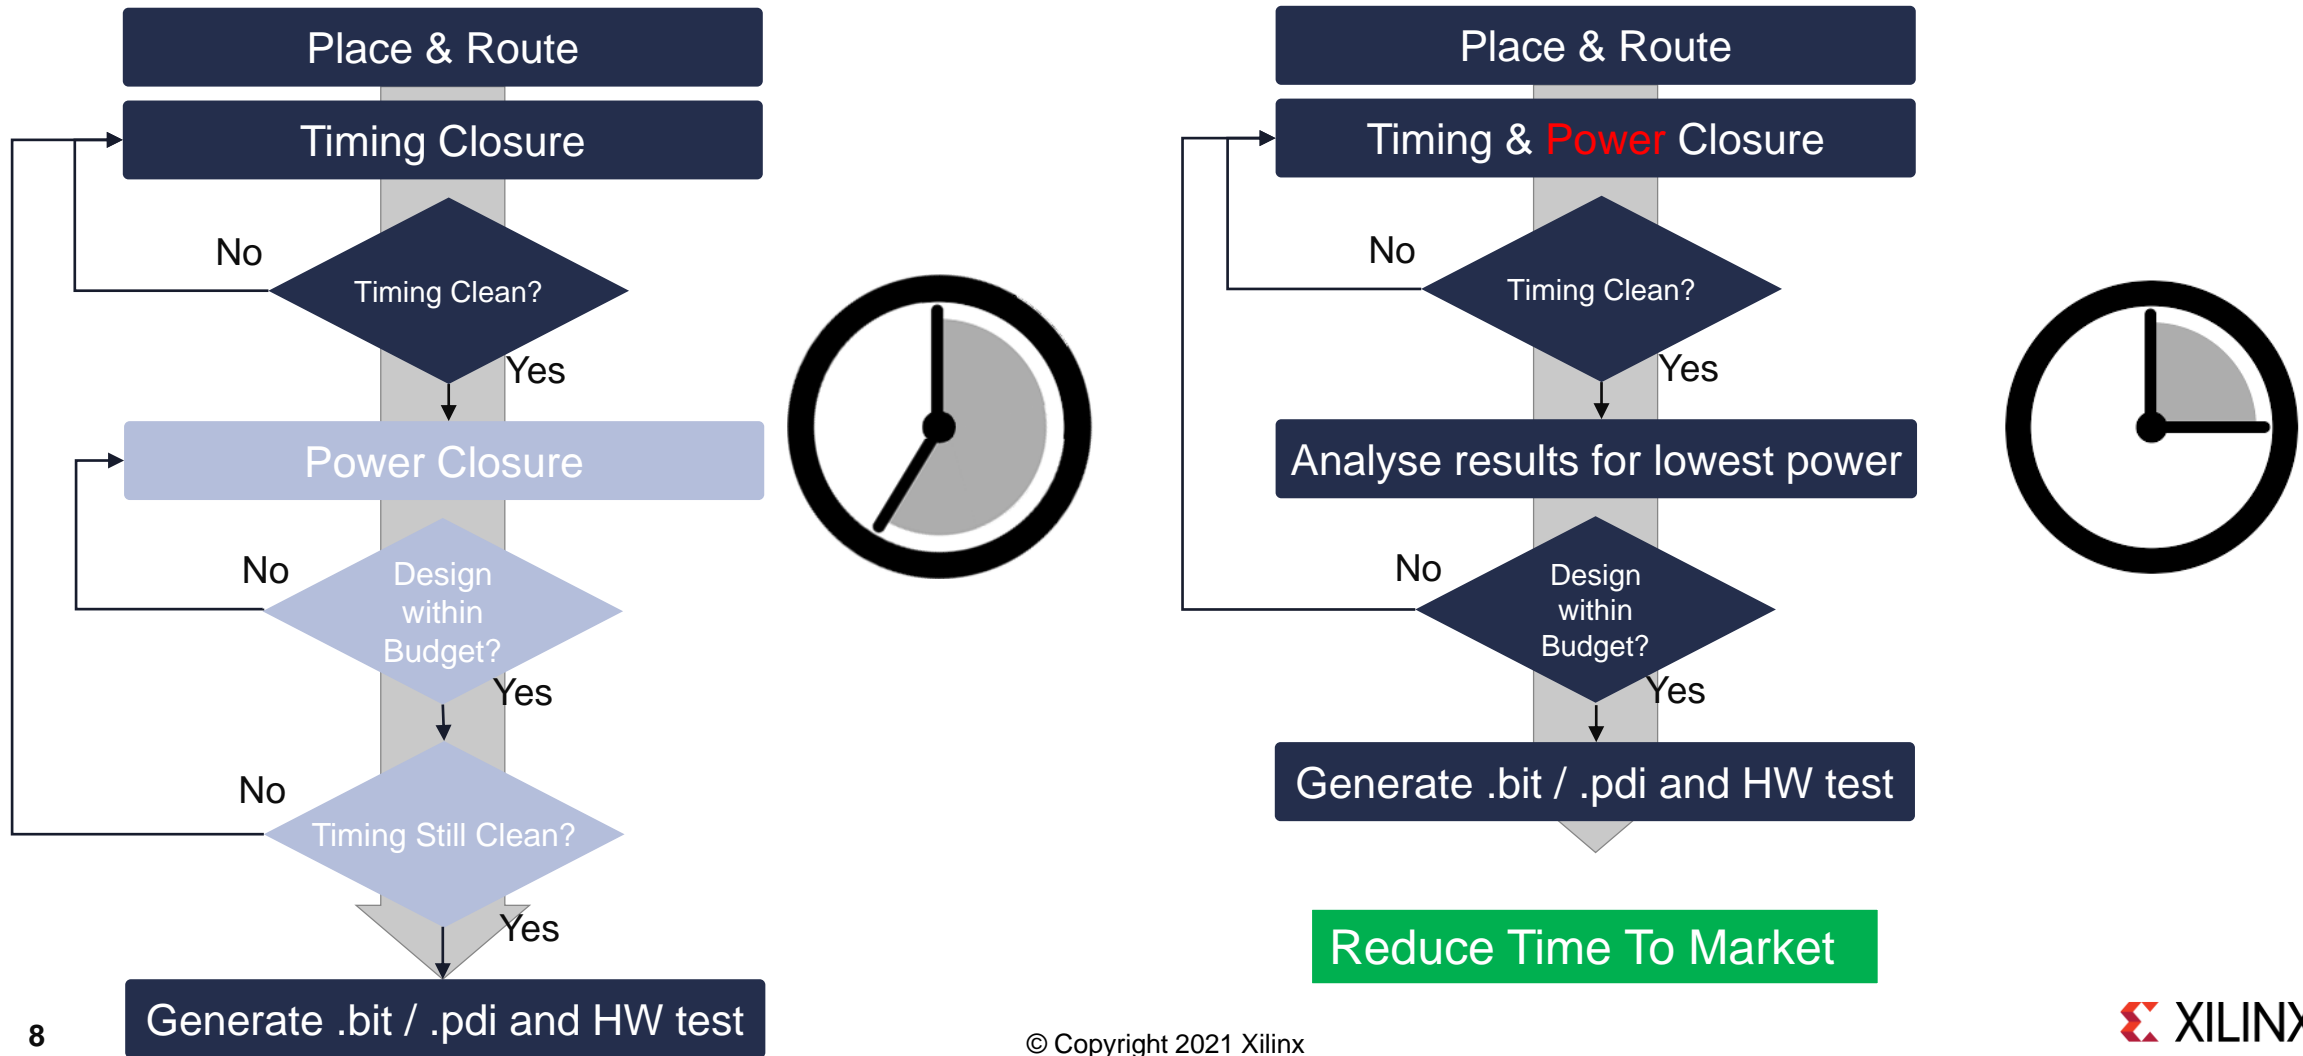 Place & Route
Timing Closure
No
Timing Clean?
Yes
Power Closure
No
Design
within
Budget?
Yes
No
Timing Still Clean?
Yes
Generate .bit / .pdi and HW test
Place & Route
Timing & Power Closure
No
Timing Clean?
Yes
Analyse results for lowest power
No
Design
within
Budget?
Yes
Generate .bit / .pdi and HW test
Reduce Time To Market
8
© Copyright 2021 Xilinx
XILINX